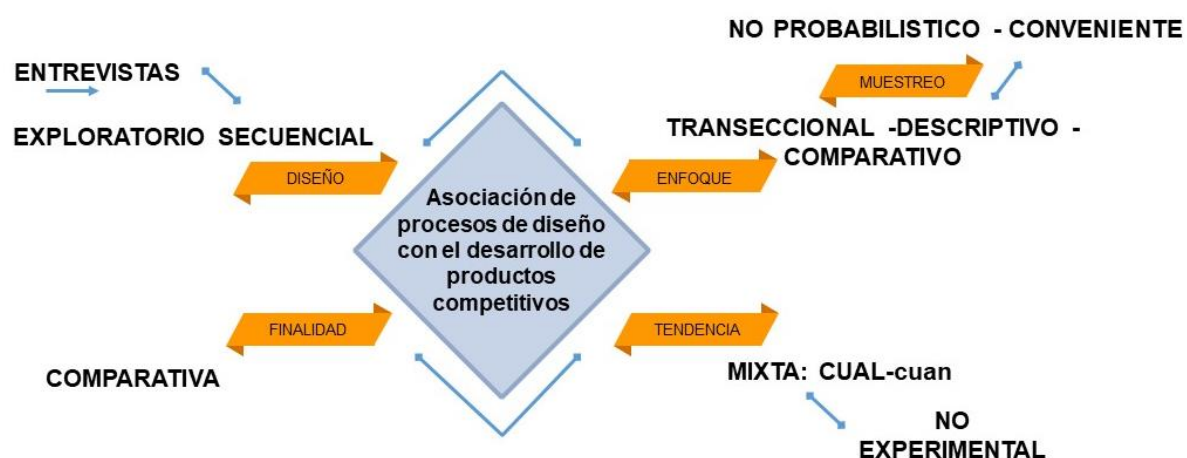 NO PROBABILISTICO - CONVENIENTE
ENTREVISTAS
MUESTREO
EXPLORATORIO SECUENCIAL
TRANSECCIONAL -DESCRIPTIVO -
COMPARATIVO
DISEÑO
ENFOQUE
Asociación de
procesos de diseño
con el desarrollo de
productos
competitivos
FINALIDAD
TENDENCIA
COMPARATIVA
MIXTA: CUAL-cuan
NO
EXPERIMENTAL